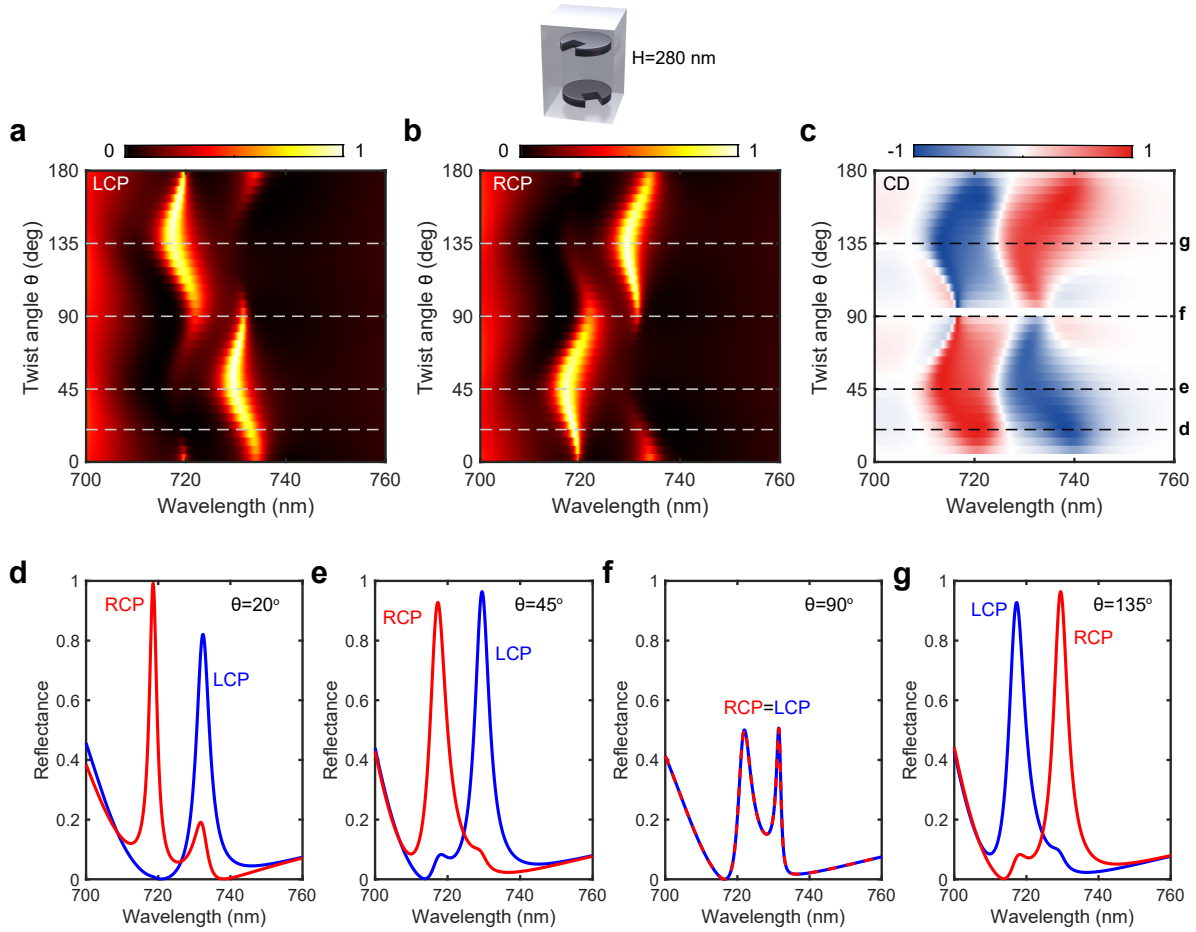 H=280 nm
a
b
c
0 1
0 1
-1 1
LCP
RCP
CD
180
135
90
45
0
Twist angle θ (deg)
700 720 740 760
Wavelength (nm)
180
135
90
45
0
Twist angle θ (deg)
700 720 740 760
Wavelength (nm)
180
135
90
45
0
Twist angle θ (deg)
g
f
e
d
700 720 740 760
Wavelength (nm)
d
θ=20°
RCP
LCP
1
0.8
0.6
0.4
0.2
0
Reflectance
700 720 740 760
Wavelength (nm)
e
θ=45°
RCP
LCP
1
0.8
0.6
0.4
0.2
0
Reflectance
700 720 740 760
Wavelength (nm)
f
θ=90°
RCP=LCP
1
0.8
0.6
0.4
0.2
0
Reflectance
700 720 740 760
Wavelength (nm)
g
θ=135°
LCP
RCP
1
0.8
0.6
0.4
0.2
0
Reflectance
700 720 740 760
Wavelength (nm)